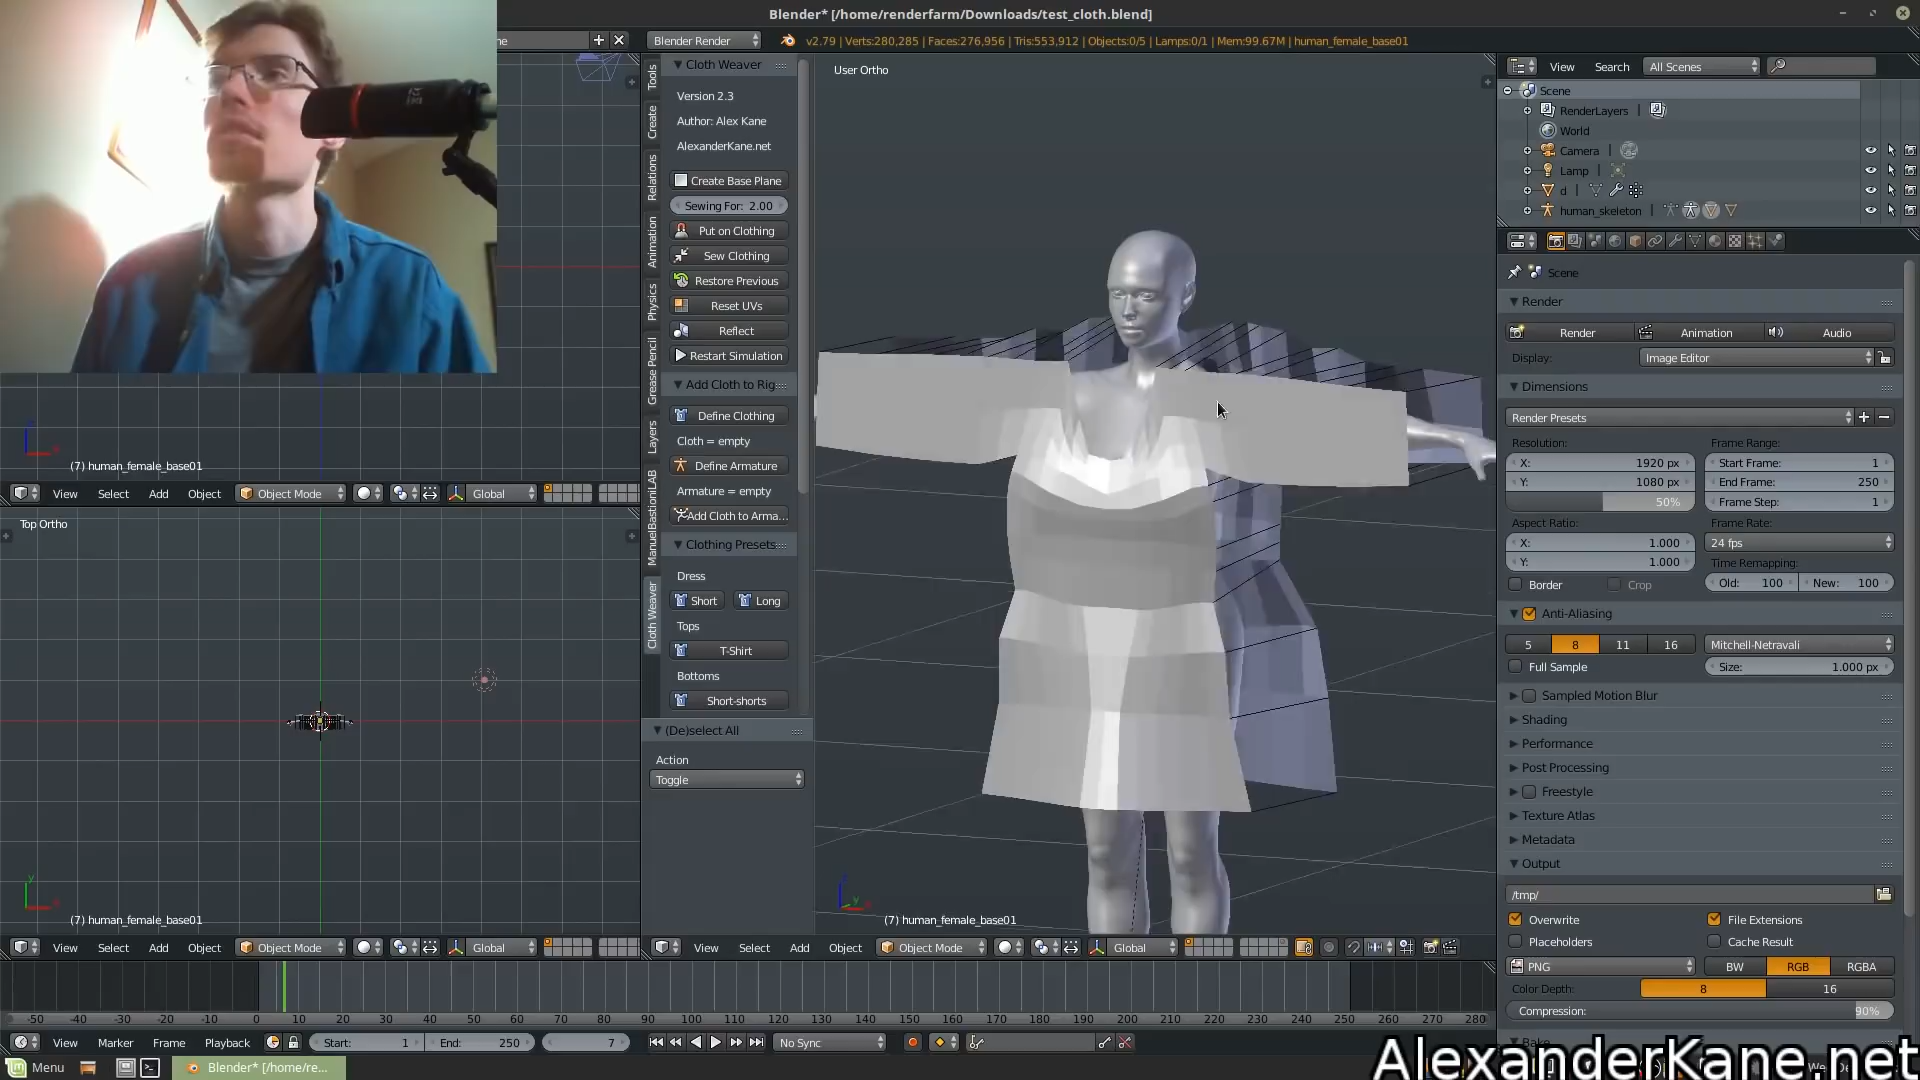 Blender* [/home/renderfarm/Downloads/test_cloth.blend]
ne
Blender Render
v2.79 | Verts:280,285 | Faces:276,956 | Tris:553,912 | Objects:0/5 | Lamps:0/1 | Mem:99.67M | human_female_base01
Tools
Create
Relations
Animation
Physics
Grease Pencil
Layers
ManuelBastioniLAB
Cloth Weaver
Cloth Weaver
Version 2.3
Author: Alex Kane
AlexanderKane.net
Create Base Plane
Sewing For: 2.00
Put on Clothing
Sew Clothing
Restore Previous
Reset UVs
Reflect
Restart Simulation
Add Cloth to Rig
Define Clothing
Cloth = empty
Define Armature
Armature = empty
Add Cloth to Arma...
Clothing Presets
Dress
Short Long
Tops
T-Shirt
Bottoms
Short-shorts
(De)select All
Action
Toggle
User Ortho
(7) human_female_base01
View Select Add Object Object Mode Global
Top Ortho
(7) human_female_base01
View Select Add Object Object Mode Global
(7) human_female_base01
View Select Add Object Object Mode Global
View Search All Scenes
Scene
RenderLayers |
World
Camera |
Lamp |
d |
human_skeleton |
Scene
Render
Render Animation Audio
Display: Image Editor
Dimensions
Render Presets
Resolution: Frame Range:
X: 1920 px Start Frame: 1
Y: 1080 px End Frame: 250
50% Frame Step: 1
Aspect Ratio: Frame Rate:
X: 1.000 24 fps
Y: 1.000 Time Remapping:
Border Crop Old: 100 New: 100
Anti-Aliasing
5 8 11 16 Mitchell-Netravali
Full Sample Size: 1.000 px
Sampled Motion Blur
Shading
Performance
Post Processing
Freestyle
Texture Atlas
Metadata
Output
/tmp/
Overwrite File Extensions
Placeholders Cache Result
PNG BW RGB RGBA
Color Depth: 8 16
Compression: 90%
Bake
-50 -40 -30 -20 -10 0 10 20 30 40 50 60 70 80 90 100 110 120 130 140 150 160 170 180 190 200 210 220 230 240 250 260 270 280
View Marker Frame Playback Start: 1 End: 250 7 No Sync
Menu Blender* [/home/re...
AlexanderKane.net